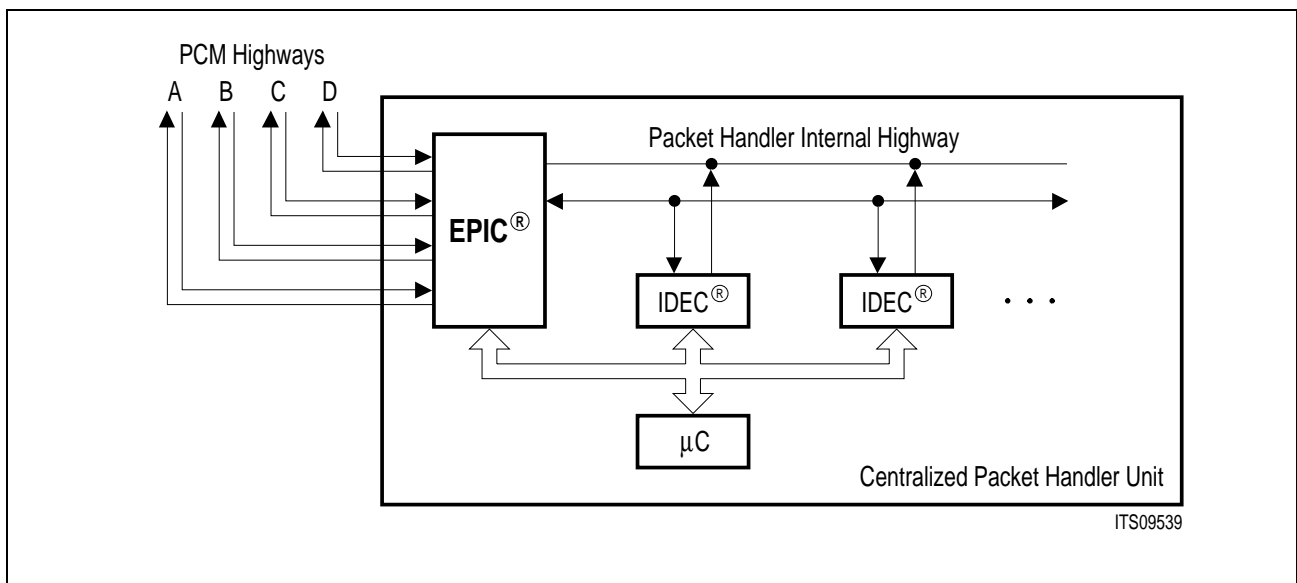 PCM Highways
A B C D
Packet Handler Internal Highway
EPIC®
IDEC® IDEC® . . .
μC
Centralized Packet Handler Unit
ITS09539